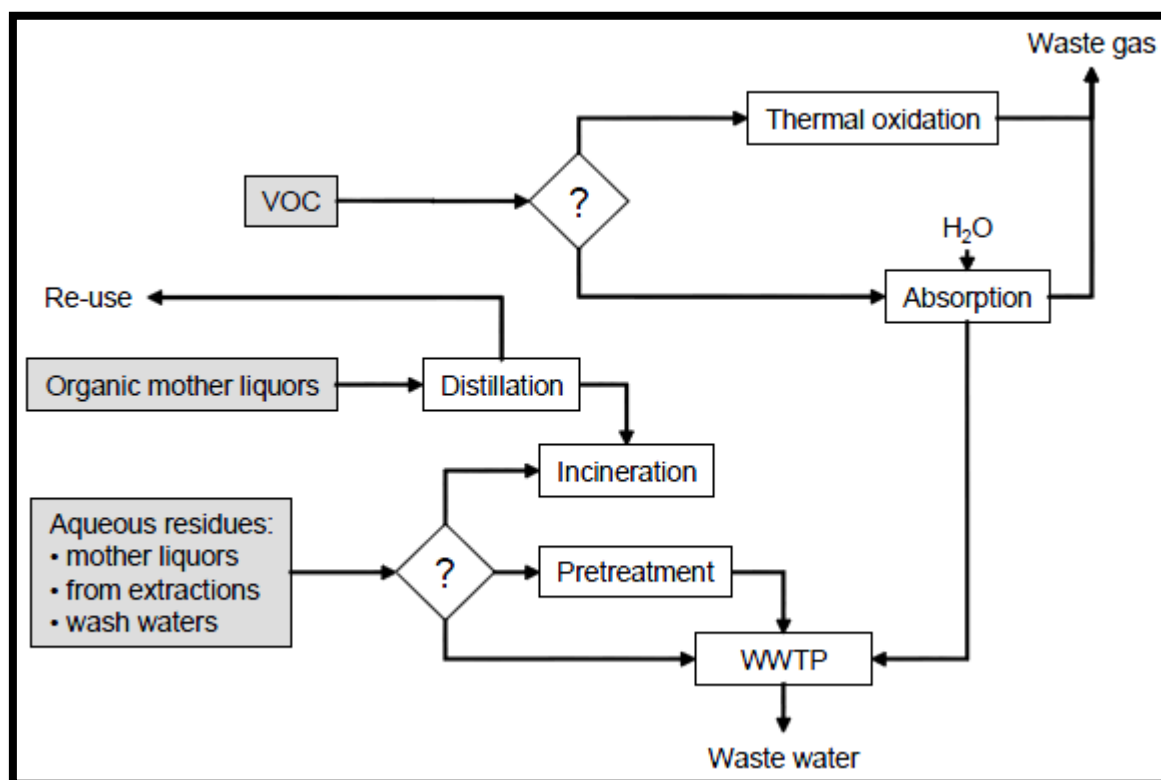 Waste gas
Thermal oxidation
VOC
?
H₂O
Re-use
Absorption
Organic mother liquors
Distillation
Incineration
Aqueous residues:
• mother liquors
• from extractions
• wash waters
?
Pretreatment
WWTP
Waste water